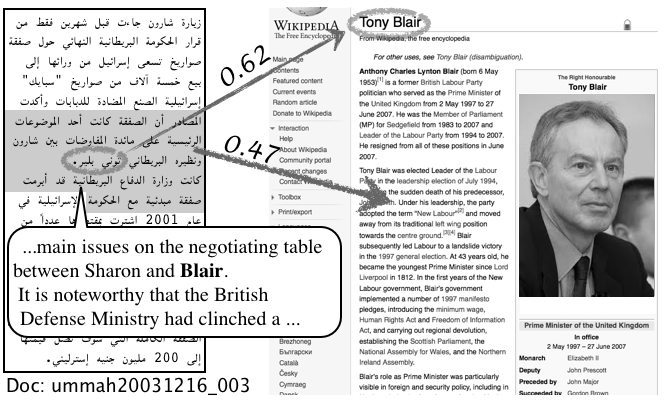 زيارة شارون جاءت قبل شهرين فقط من
قرار الحكومة البريطانية النهائي حول صفقة
تسعى إسرائيل من ورائها إلى
بيع خمسة آلاف من صواريخ "سبايك"
إسرائيلية الصنع المضادة للدبابات وأكدت
المصادر أن الصفقة كانت أحد الموضوعات
الرئيسية على مائدة المفاوضات بين شارون
ونظيره البريطاني توني بلير.
كانت وزارة الدفاع البريطانية قد أبرمت
صفقة مبدئية مع الحكومة الإسرائيلية في
عام 2001 اشترت عدداً من
...main issues on the negotiating table
between Sharon and Blair.
It is noteworthy that the British
Defense Ministry had clinched a ...
الصفقة الكاملة التي سوف تصل قيمتها
إلى 200 مليون جنيه إسترليني.
Doc: ummah20031216_003
0.62
0.47
WIKIPEDIA
The Free Encyclopedia
Main page
Contents
Featured content
Current events
Random article
Donate to Wikipedia
Interaction
Help
About Wikipedia
Community portal
Recent changes
Contact Wikipedia
Toolbox
Print/export
Brezhoneg
Български
Català
Česky
Cymraeg
Dansk
Tony Blair
From Wikipedia, the free encyclopedia
For other uses, see Tony Blair (disambiguation).
Anthony Charles Lynton Blair (born 6 May
1953)[1] is a former British Labour Party
politician who served as the Prime Minister of
the United Kingdom from 2 May 1997 to 27
June 2007. He was the Member of Parliament
(MP) for Sedgefield from 1983 to 2007 and
Leader of the Labour Party from 1994 to 2007.
He resigned from all of these positions in June
2007.
Tony Blair was elected Leader of the Labour
Party in the leadership election of July 1994,
following the sudden death of his predecessor,
John Smith. Under his leadership, the party
adopted the term "New Labour"[2] and moved
away from its traditional left wing position
towards the centre ground.[3][4] Blair
subsequently led Labour to a landslide victory
in the 1997 general election. At 43 years old, he
became the youngest Prime Minister since Lord
Liverpool in 1812. In the first years of the New
Labour government, Blair's government
implemented a number of 1997 manifesto
pledges, introducing the minimum wage,
Human Rights Act and Freedom of Information
Act, and carrying out regional devolution,
establishing the Scottish Parliament, the
National Assembly for Wales, and the Northern
Ireland Assembly.
Blair's role as Prime Minister was particularly
visible in foreign and security policy, including in
The Right Honourable
Tony Blair
Prime Minister of the United Kingdom
In office
2 May 1997 – 27 June 2007
Monarch Elizabeth II
Deputy John Prescott
Preceded by John Major
Succeeded by Gordon Brown